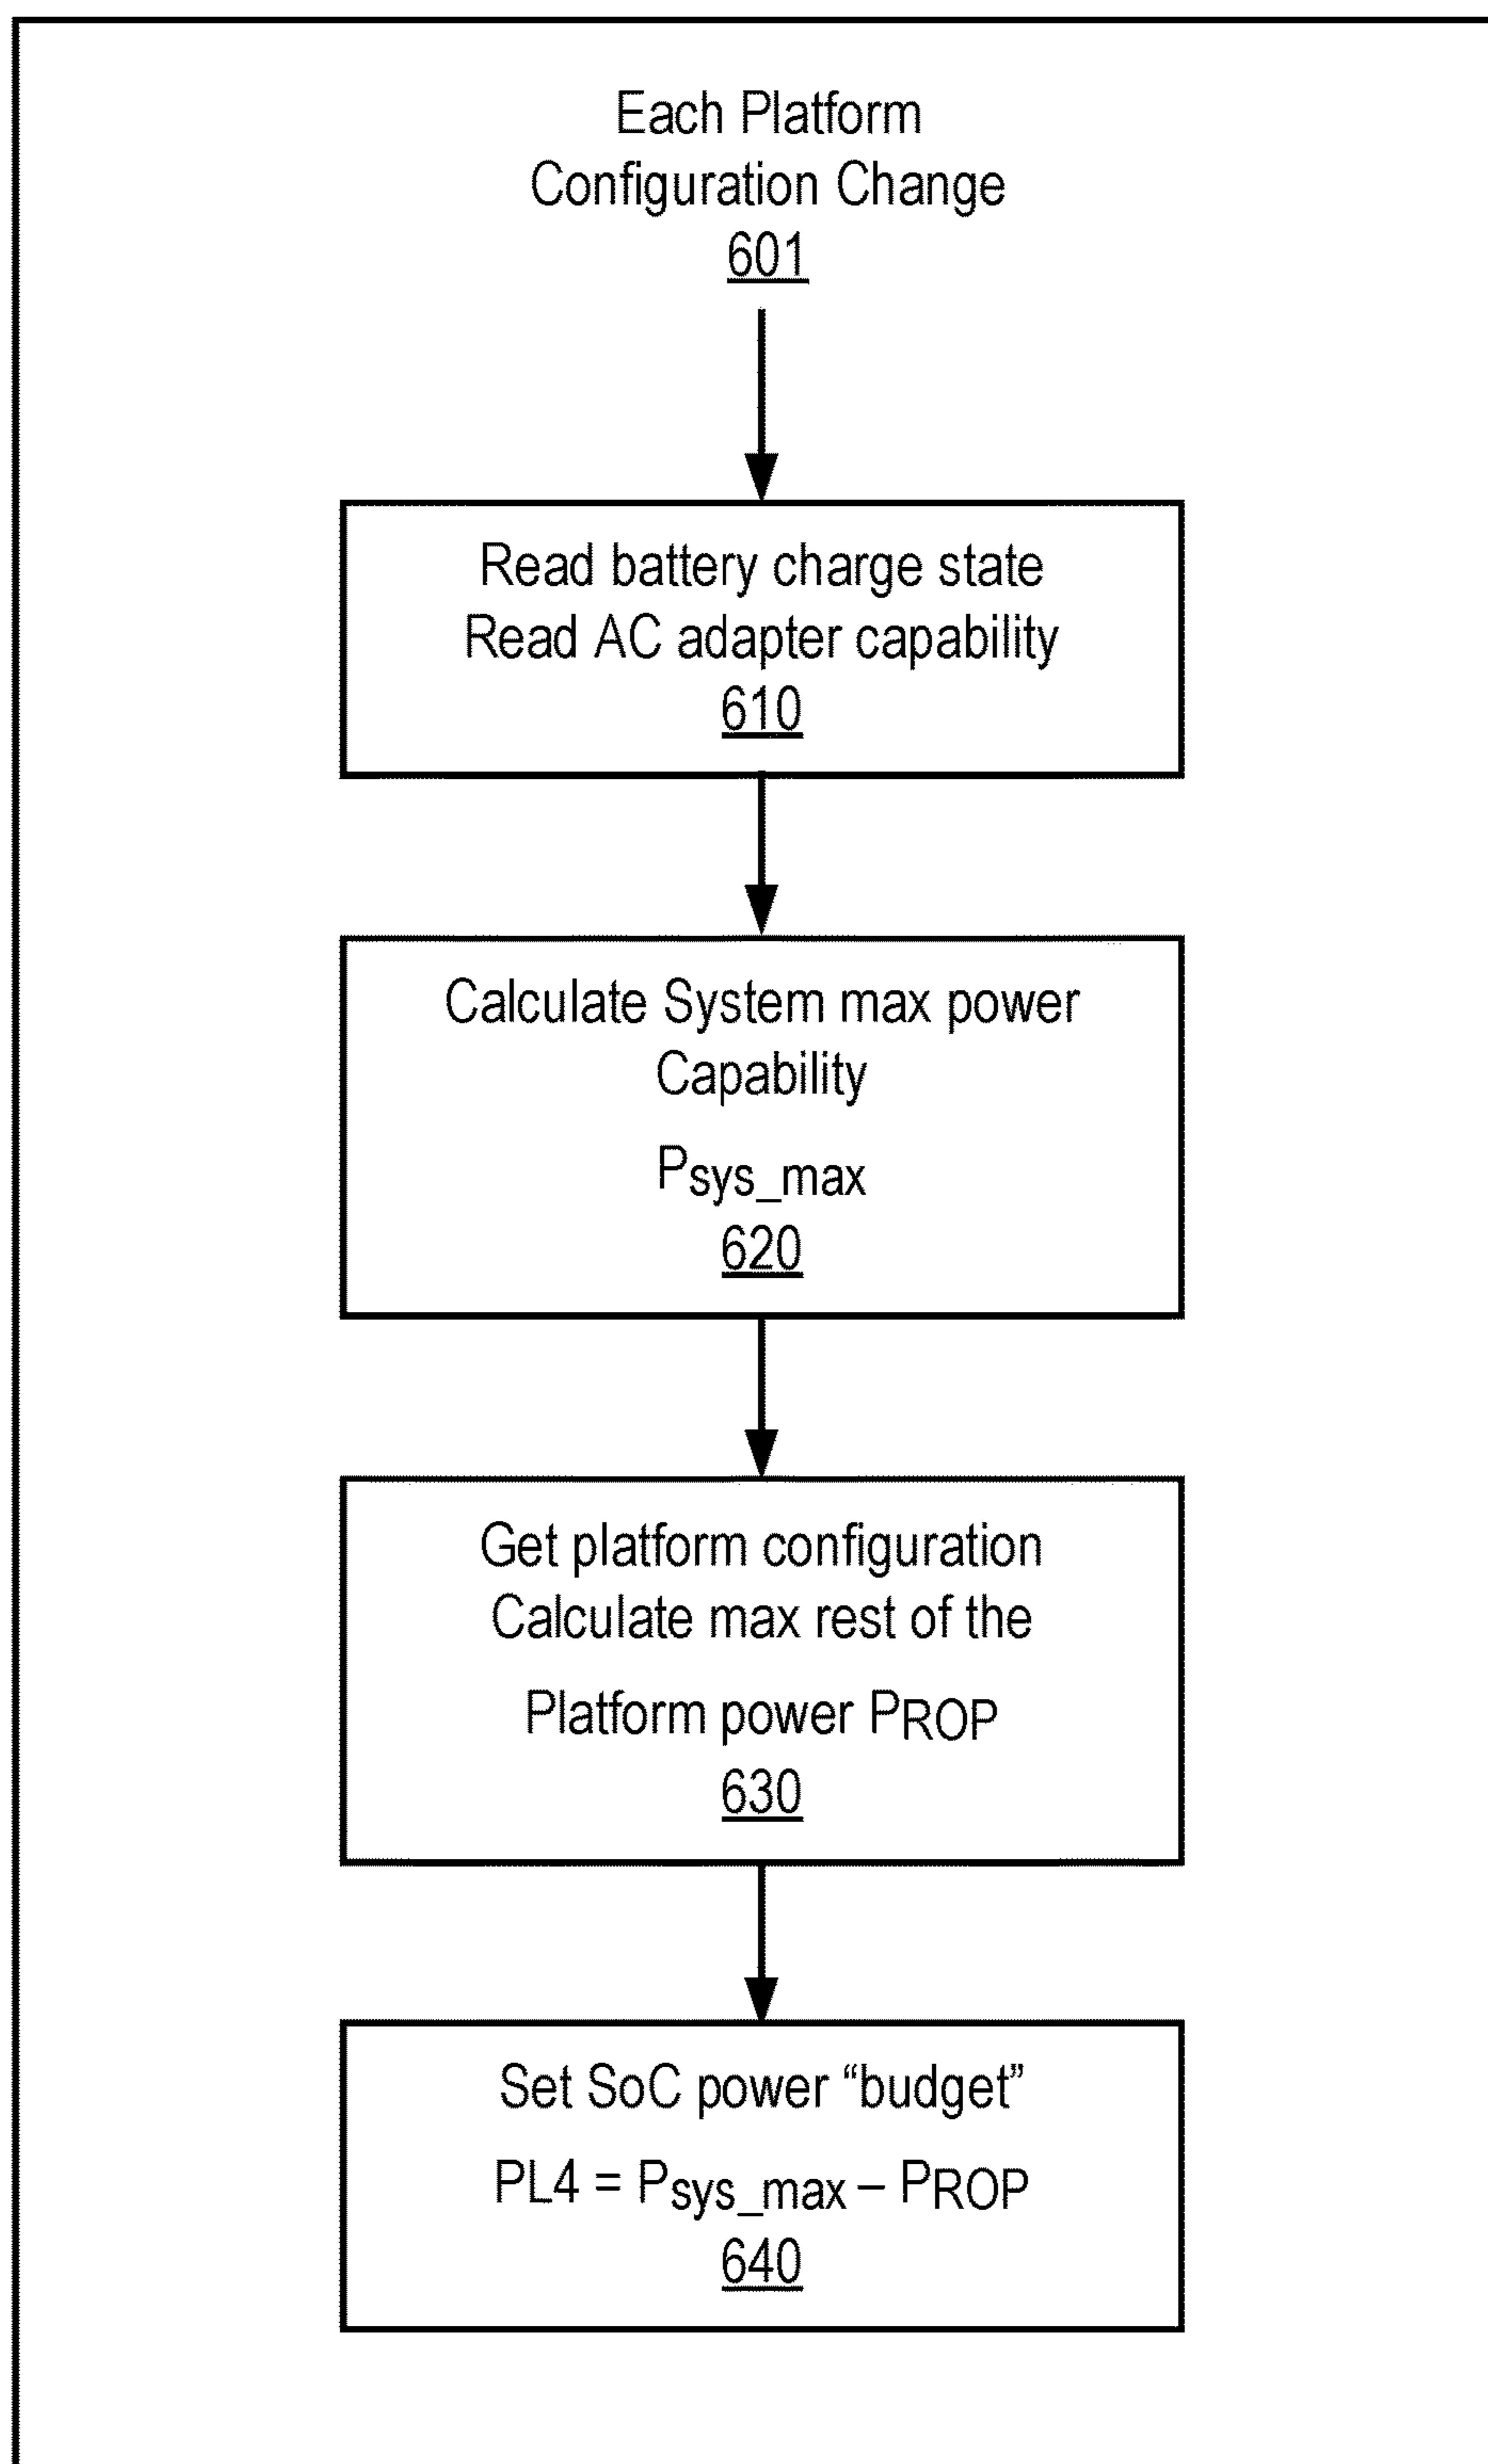 Each Platform
Configuration Change
601
Read battery charge state
Read AC adapter capability
610
Calculate System max power
Capability
Psys_max
620
Get platform configuration
Calculate max rest of the
Platform power PROP
630
Set SoC power “budget”
PL4 = Psys_max – PROP
640